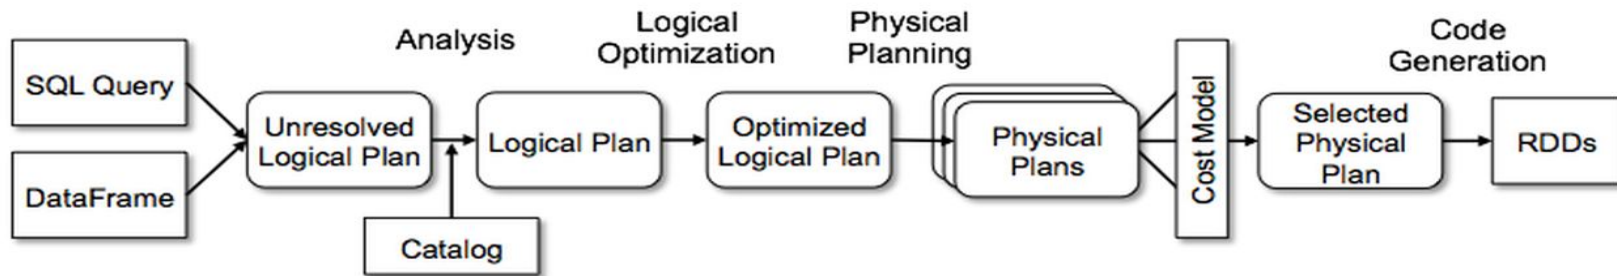 Analysis
Logical
Optimization
Physical
Planning
Code
Generation
SQL Query
DataFrame
Unresolved
Logical Plan
Catalog
Logical Plan
Optimized
Logical Plan
Physical
Plans
Cost Model
Selected
Physical
Plan
RDDs